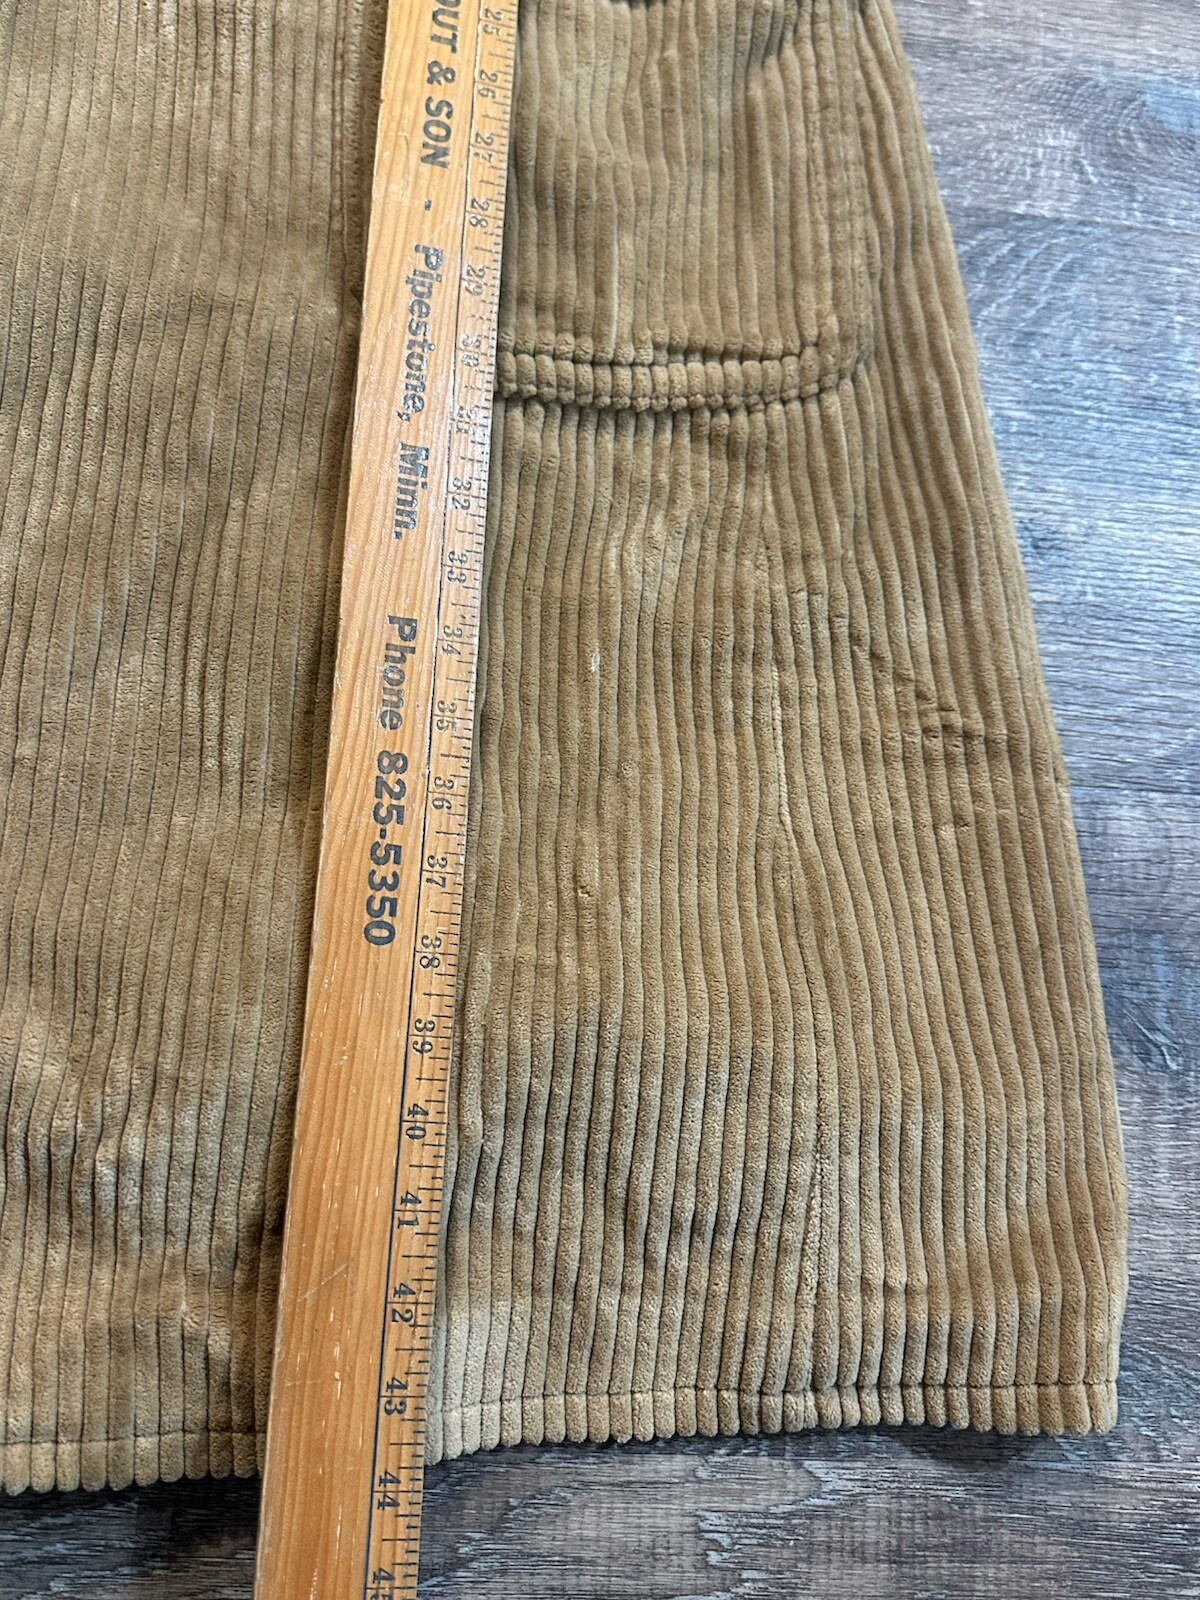 OUT & SON - Pipestone, Minn. Phone 825-5350
25 26 27 28 29 30 31 32 33 34 35 36 37 38 39 40 41 42 43 44 45